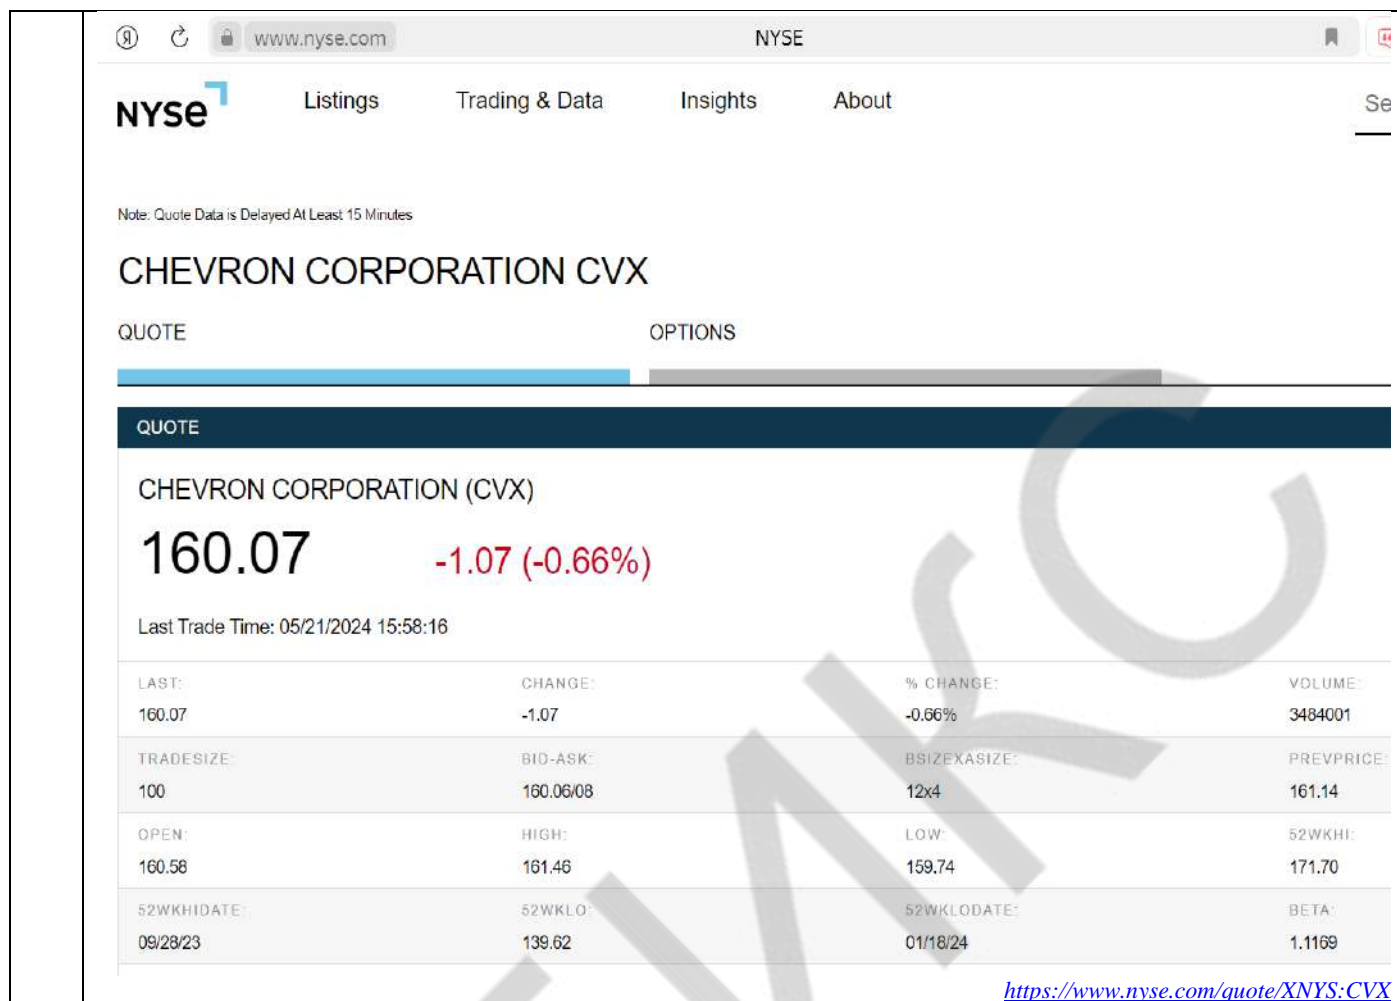 www.nyse.com NYSE
NYSE Listings Trading & Data Insights About Se
Note: Quote Data is Delayed At Least 15 Minutes
CHEVRON CORPORATION CVX
QUOTE OPTIONS
QUOTE
CHEVRON CORPORATION (CVX)
160.07 -1.07 (-0.66%)
Last Trade Time: 05/21/2024 15:58:16
LAST: CHANGE: % CHANGE: VOLUME:
160.07 -1.07 -0.66% 3484001
TRADESIZE: BID-ASK: BSIZEXASIZE: PREVPRICE:
100 160.06/08 12x4 161.14
OPEN: HIGH: LOW: 52WKHI:
160.58 161.46 159.74 171.70
52WKHIDATE: 52WKLO: 52WKLODATE: BETA:
09/28/23 139.62 01/18/24 1.1169
https://www.nyse.com/quote/XNYS:CVX